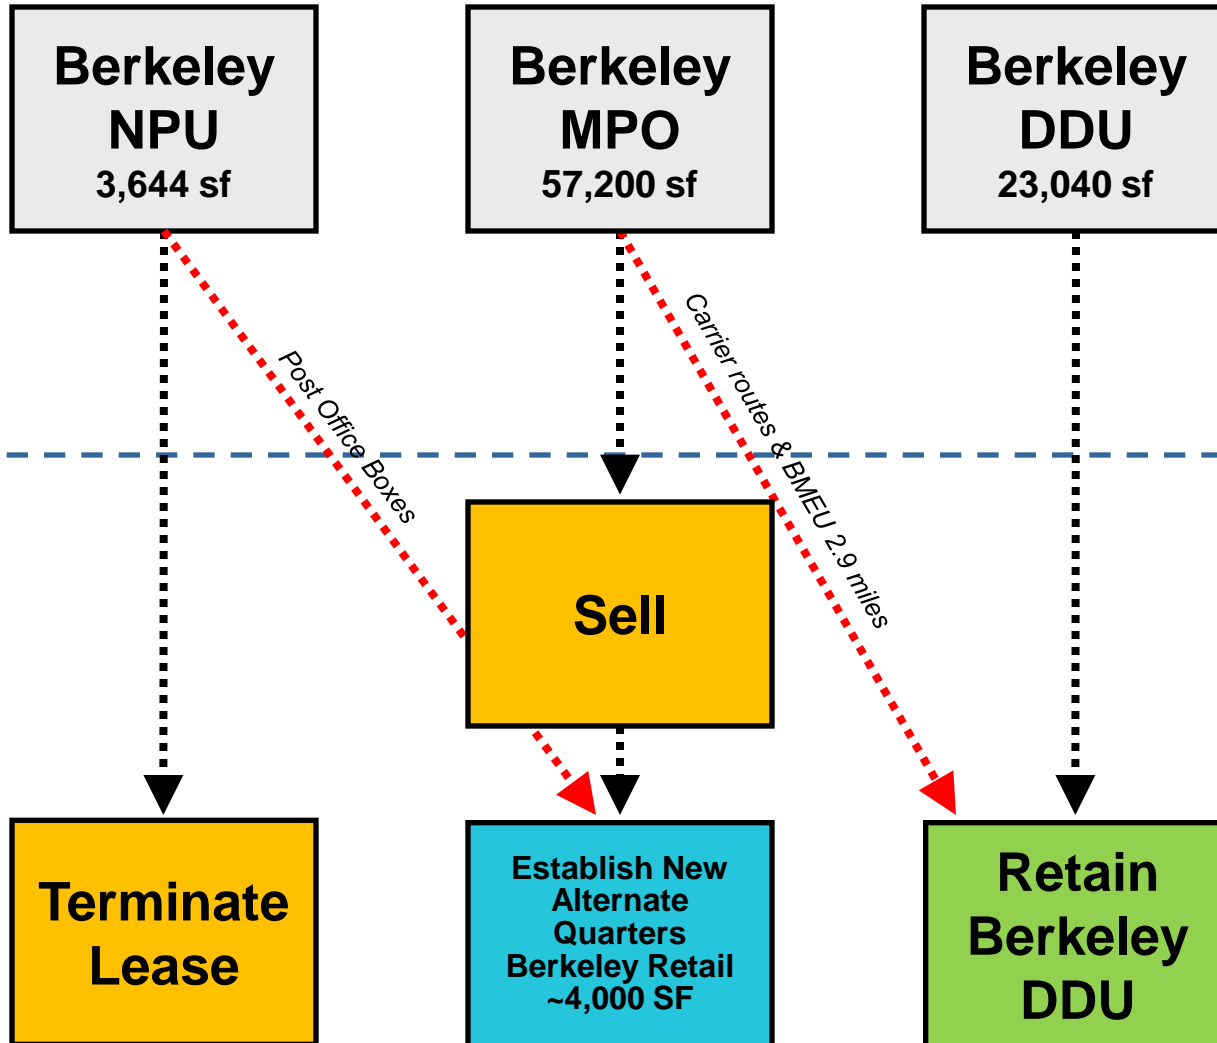 Berkeley
NPU
3,644 sf
Berkeley
MPO
57,200 sf
Berkeley
DDU
23,040 sf
Post Office Boxes
Carrier routes & BMEU 2.9 miles
Sell
Terminate
Lease
Establish New
Alternate
Quarters
Berkeley Retail
~4,000 SF
Retain
Berkeley
DDU